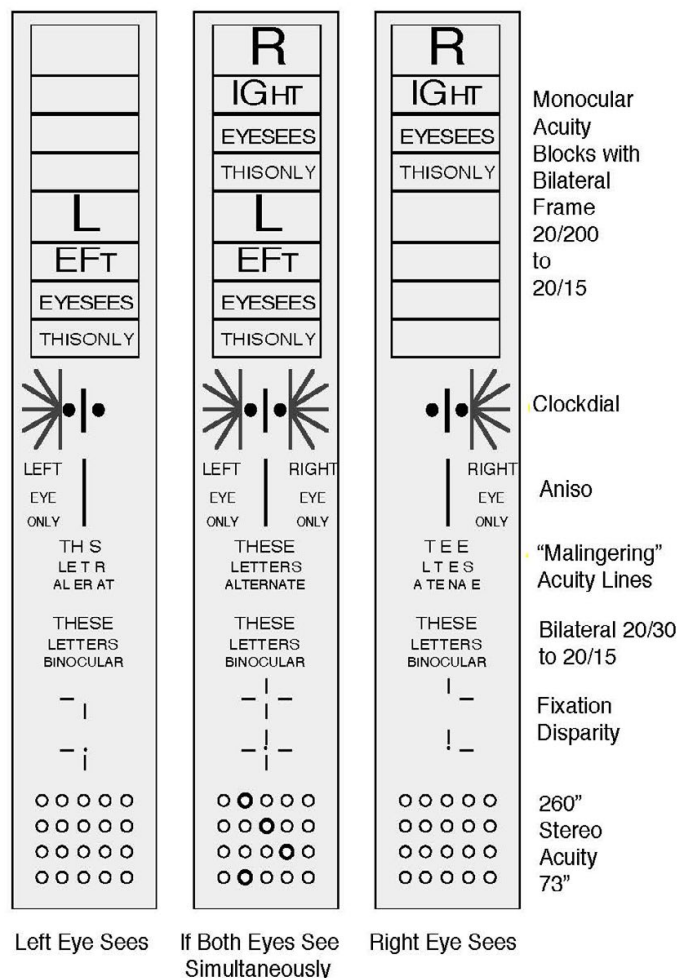 L
EFT
EYESEES
THISONLY
LEFT
EYE
ONLY
TH S
LE T R
AL ER AT
THESE
LETTERS
BINOCULAR
Left Eye Sees
R
IGHT
EYESEES
THISONLY
L
EFT
EYESEES
THISONLY
LEFT RIGHT
EYE EYE
ONLY ONLY
THESE
LETTERS
ALTERNATE
THESE
LETTERS
BINOCULAR
If Both Eyes See
Simultaneously
R
IGHT
EYESEES
THISONLY
RIGHT
EYE
ONLY
T E E
L T E S
A TE NA E
THESE
LETTERS
BINOCULAR
Right Eye Sees
Monocular
Acuity
Blocks with
Bilateral
Frame
20/200
to
20/15
Clockdial
Aniso
“Malingering”
Acuity Lines
Bilateral 20/30
to 20/15
Fixation
Disparity
260”
Stereo
Acuity
73”